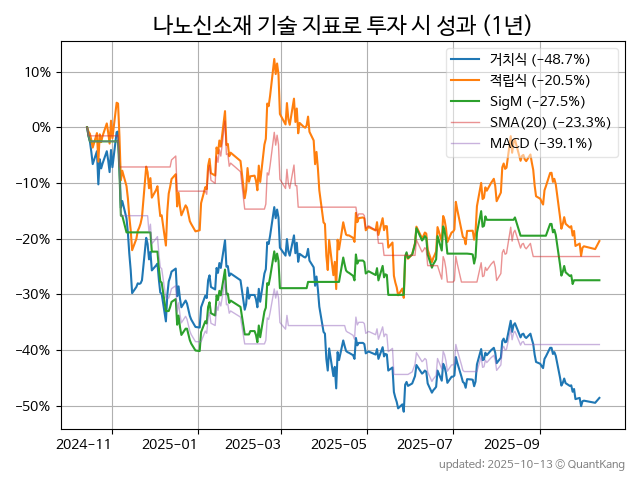 나노신소재 기술 지표로 투자 시 성과 (1년)
거치식 (−48.7%)
적립식 (−20.5%)
SigM (−27.5%)
SMA(20) (−23.3%)
MACD (−39.1%)
10%
0%
−10%
−20%
−30%
−40%
−50%
2024−11
2025−01
2025−03
2025−05
2025−07
2025−09
updated: 2025-10-13 © QuantKang